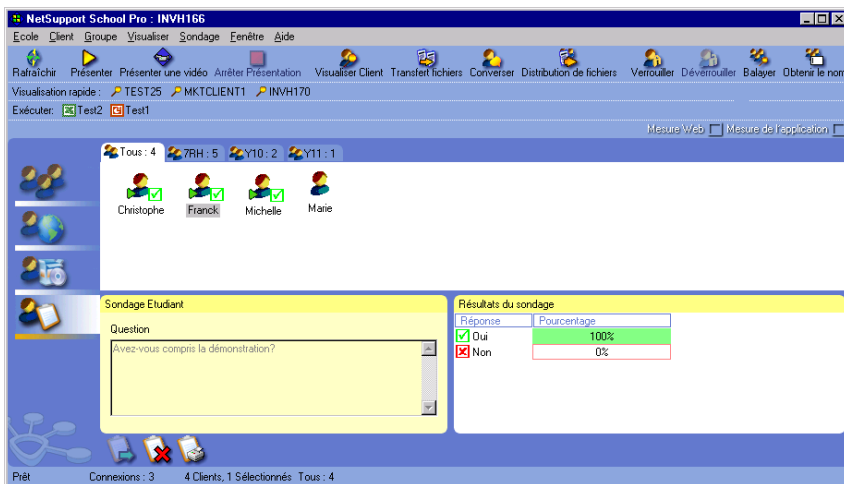 NetSupport School Pro : INVH166
Ecole Client Groupe Visualiser Sondage Fenêtre Aide
Rafraîchir Présenter Présenter une vidéo Arrêter Présentation Visualiser Client Transfert fichiers Converser Distribution de fichiers Verrouiller Dévérrouiller Balayer Obtenir le nom
Visualisation rapide : TEST25 MKTCLIENT1 INVH170
Exécuter: Test2 Test1
Mesure Web Mesure de l'application
Tous : 4 7RH : 5 Y10 : 2 Y11 : 1
Christophe Franck Michelle Marie
Sondage Etudiant
Question
Avez-vous compris la démonstration?
Résultats du sondage
Réponse Pourcentage
Oui 100%
Non 0%
Prêt Connexions : 3 4 Clients, 1 Sélectionnés Tous : 4